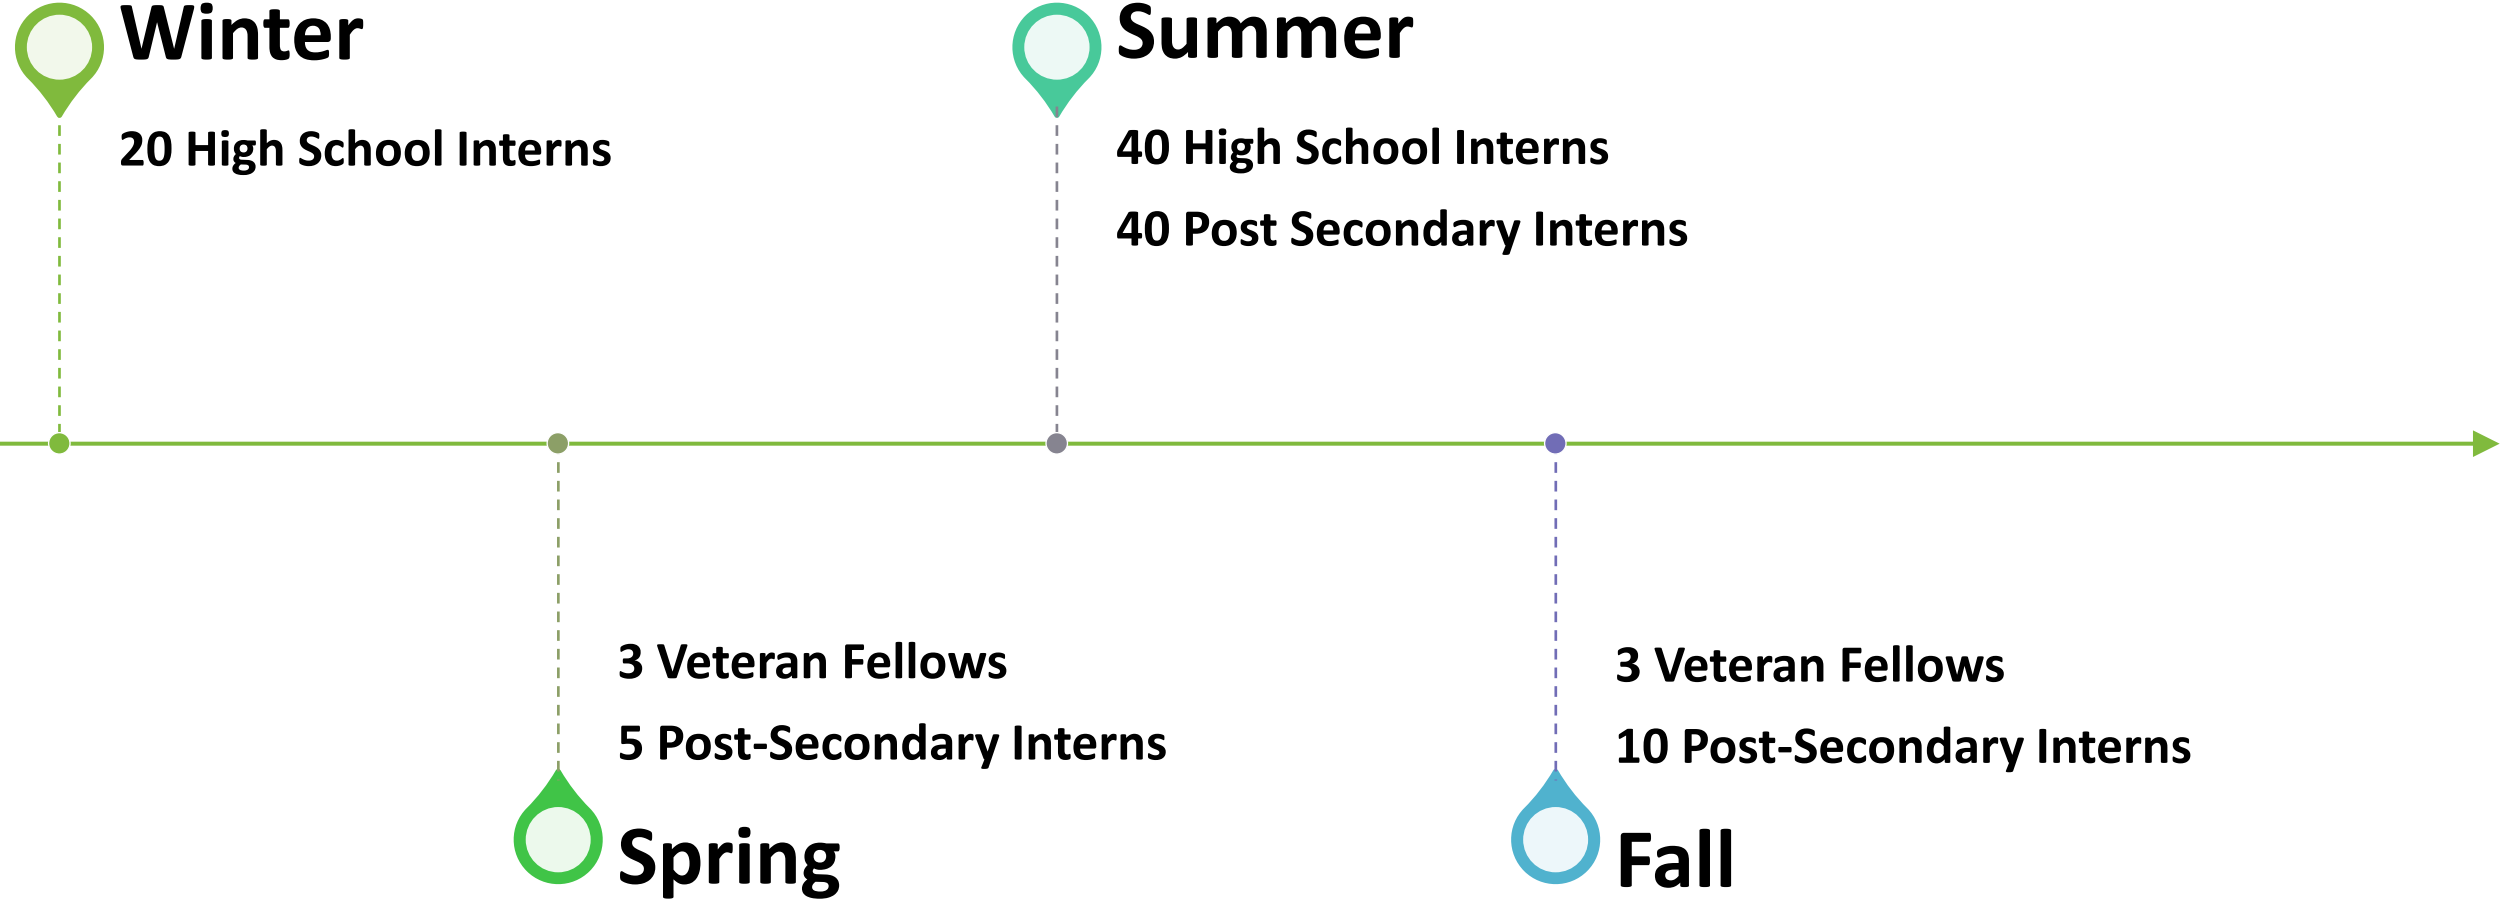 Winter
20 High School Interns
Summer
40 High School Interns
40 Post Secondary Interns
3 Veteran Fellows
5 Post-Secondary Interns
Spring
3 Veteran Fellows
10 Post-Secondary Interns
Fall